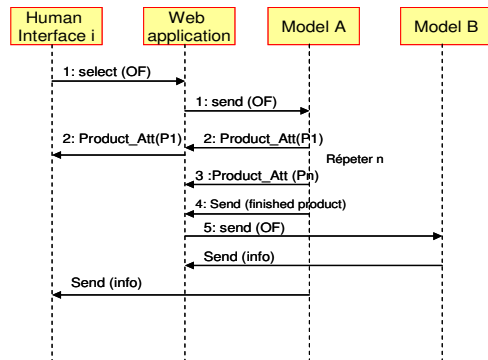 Human
Interface i
Web
application
Model A
Model B
1: select (OF)
1: send (OF)
2: Product_Att(P1)
2: Product_Att(P1)
Répeter n
3 :Product_Att (Pn)
4: Send (finished product)
5: send (OF)
Send (info)
Send (info)